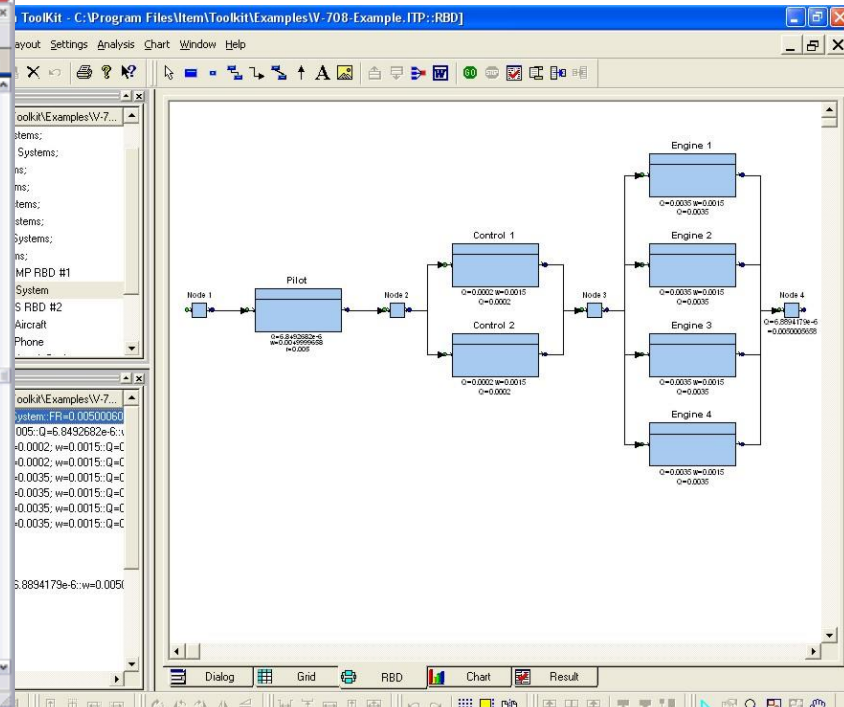 ToolKit - C:\Program Files\Item\Toolkit\Examples\V-708-Example.ITP::RBD]
ayout Settings Analysis Chart Window Help
oolkit\Examples\V-7...
stems;
Systems;
ms;
ms;
tems;
stems;
Systems;
ms;
MP RBD #1
System
S RBD #2
Aircraft
Phone
oolkit\Examples\V-7...
System::FR=0.00500060
005::Q=6.8492682e-6::
=0.0002; w=0.0015::Q=0
=0.0002; w=0.0015::Q=0
=0.0035; w=0.0015::Q=0
=0.0035; w=0.0015::Q=0
=0.0035; w=0.0015::Q=0
=0.0035; w=0.0015::Q=0
6.8894179e-6::w=0.005
Engine 1
Q=0.0035 w=0.0015
Q=0.0035
Control 1
Q=0.0002 w=0.0015
Q=0.0002
Engine 2
Q=0.0035 w=0.0015
Q=0.0035
Node 1
Pilot
Q=6.8492682e-6
w=0.0049999658
r=0.005
Node 2
Node 3
Node 4
Q=6.8894179e-6
=0.0050005658
Control 2
Q=0.0002 w=0.0015
Q=0.0002
Engine 3
Q=0.0035 w=0.0015
Q=0.0035
Engine 4
Q=0.0035 w=0.0015
Q=0.0035
Dialog Grid RBD Chart Result